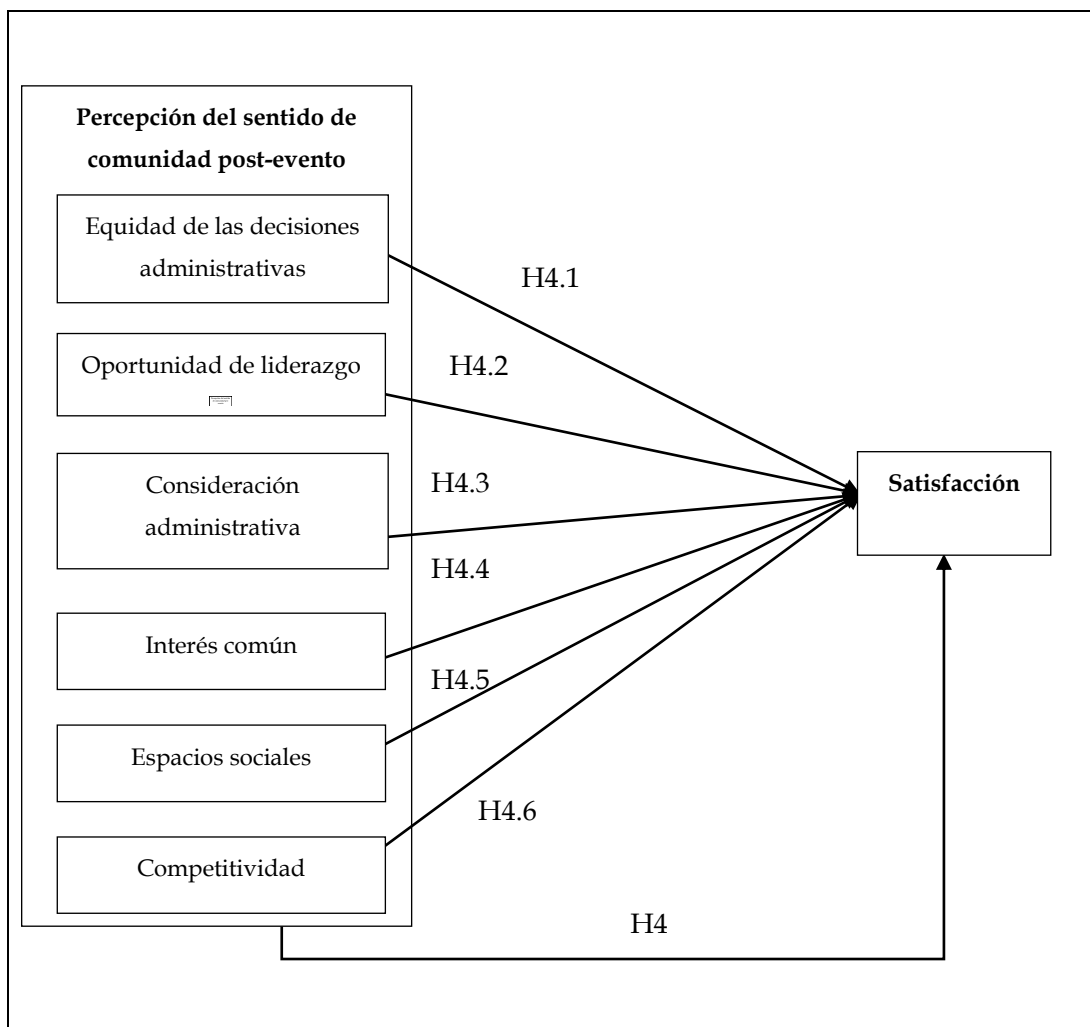 Percepción del sentido de
comunidad post-evento
Equidad de las decisiones
administrativas
H4.1
Oportunidad de liderazgo
H4.2
Consideración
administrativa
H4.3
Satisfacción
H4.4
Interés común
H4.5
Espacios sociales
H4.6
Competitividad
H4